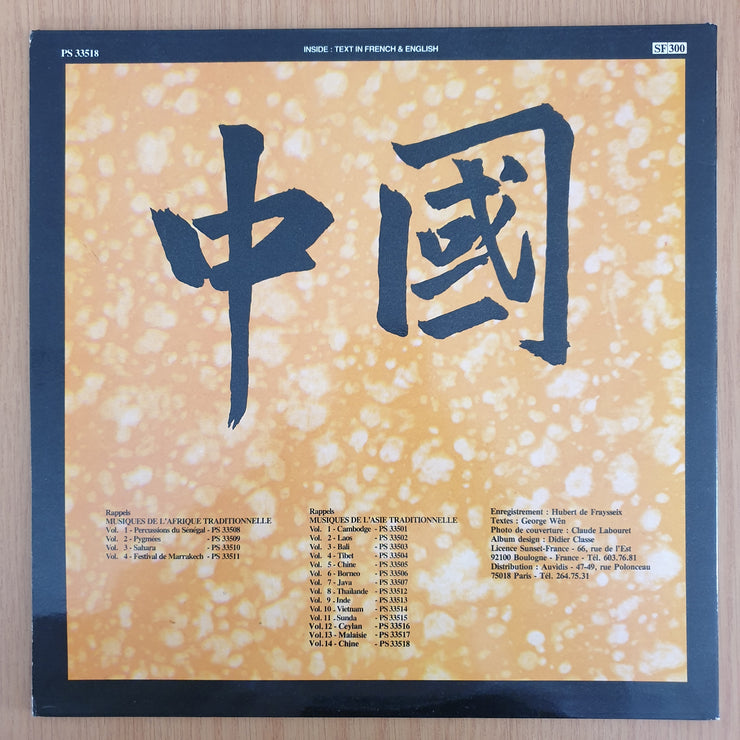 PS 33518
INSIDE : TEXT IN FRENCH & ENGLISH
SF 300
中國
Rappels
MUSIQUES DE L'AFRIQUE TRADITIONNELLE
Vol. 1 - Percussions du Sénégal - PS 33508
Vol. 2 - Pygmées - PS 33509
Vol. 3 - Sahara - PS 33510
Vol. 4 - Festival de Marrakech - PS 33511
Rappels
MUSIQUES DE L'ASIE TRADITIONNELLE
Vol. 1 - Cambodge - PS 33501
Vol. 2 - Laos - PS 33502
Vol. 3 - Bali - PS 33503
Vol. 4 - Tibet - PS 33504
Vol. 5 - Chine - PS 33505
Vol. 6 - Borneo - PS 33506
Vol. 7 - Java - PS 33507
Vol. 8 - Thaïlande - PS 33512
Vol. 9 - Inde - PS 33513
Vol. 10 - Vietnam - PS 33514
Vol. 11 - Sunda - PS 33515
Vol. 12 - Ceylan - PS 33516
Vol. 13 - Malaisie - PS 33517
Vol. 14 - Chine - PS 33518
Enregistrement : Hubert de Fraysseix
Textes : George Wên
Photo de couverture : Claude Labouret
Album design : Didier Classe
Licence Sunset-France - 66, rue de l'Est
92100 Boulogne - France - Tél. 603.76.81
Distribution : Auvidis - 47-49, rue Polonceau
75018 Paris - Tél. 264.75.31